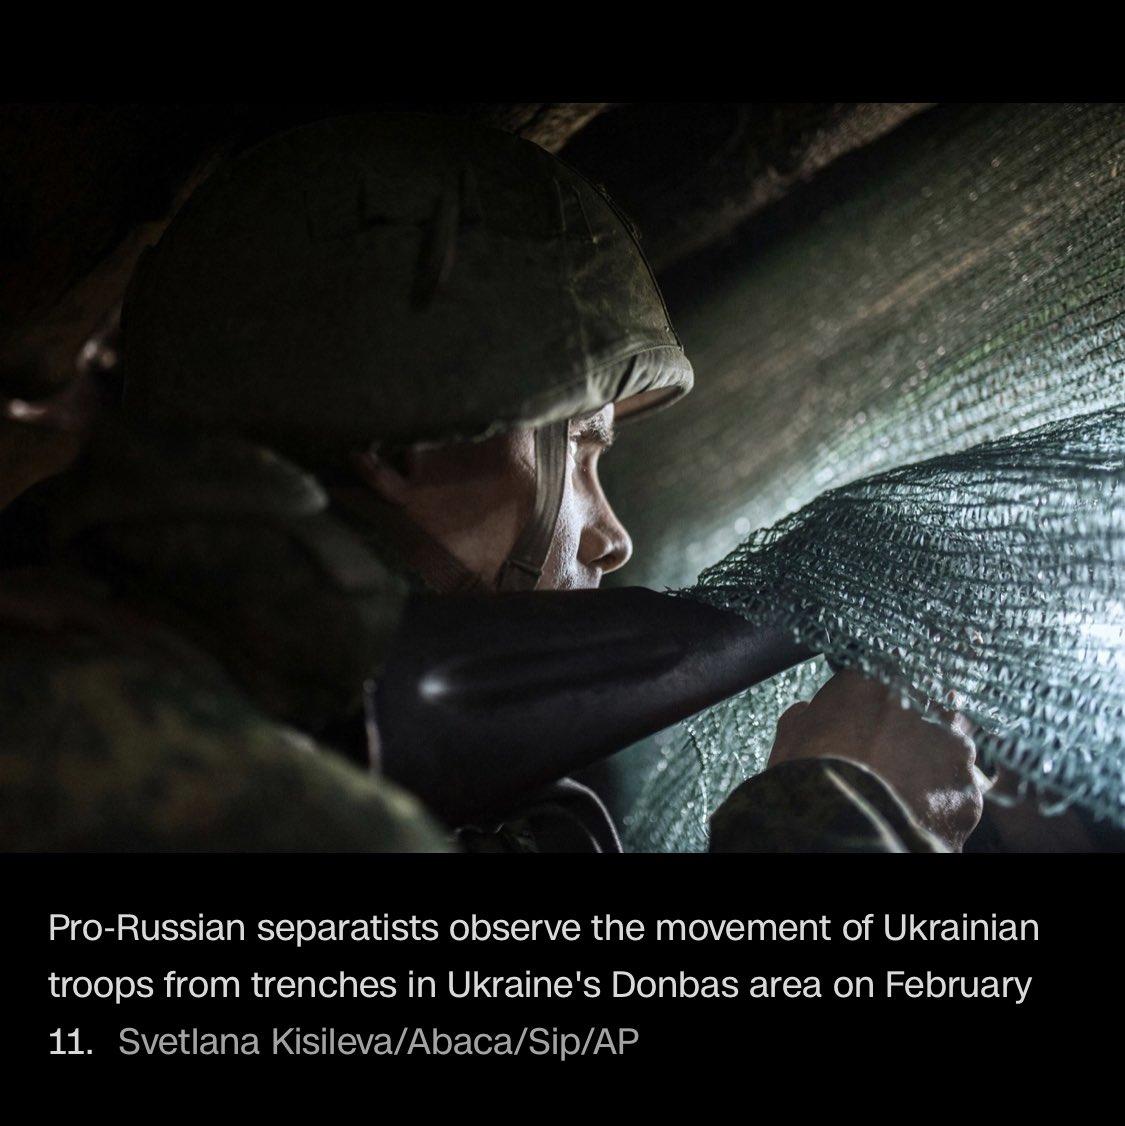 Pro-Russian separatists observe the movement of Ukrainian
troops from trenches in Ukraine's Donbas area on February
11. Svetlana Kisileva/Abaca/Sip/AP